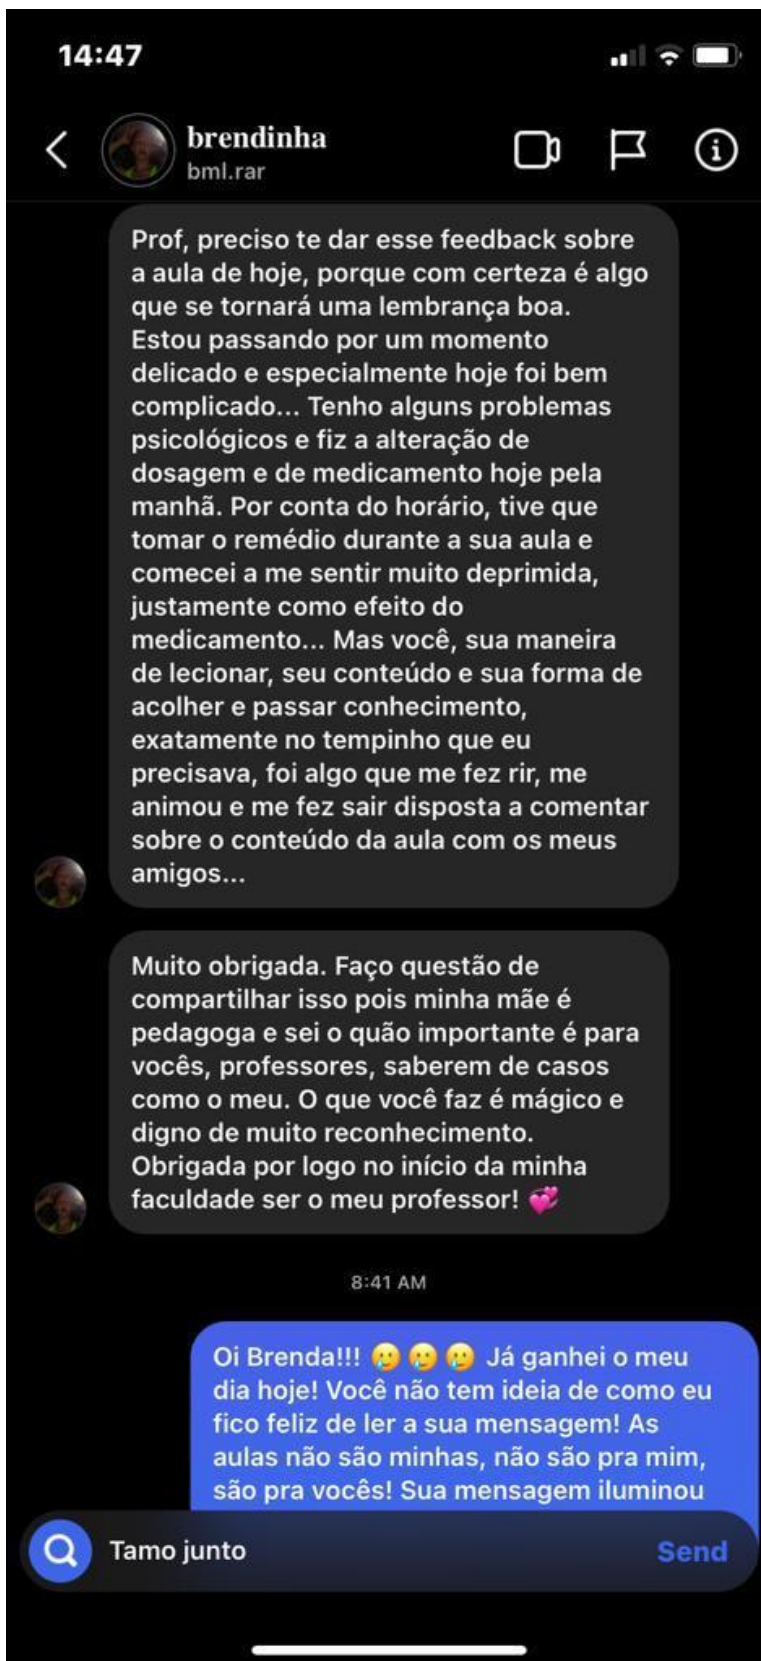 14:47
brendinha
bml.rar
Prof, preciso te dar esse feedback sobre
a aula de hoje, porque com certeza é algo
que se tornará uma lembrança boa.
Estou passando por um momento
delicado e especialmente hoje foi bem
complicado... Tenho alguns problemas
psicológicos e fiz a alteração de
dosagem e de medicamento hoje pela
manhã. Por conta do horário, tive que
tomar o remédio durante a sua aula e
comecei a me sentir muito deprimida,
justamente como efeito do
medicamento... Mas você, sua maneira
de lecionar, seu conteúdo e sua forma de
acolher e passar conhecimento,
exatamente no tempinho que eu
precisava, foi algo que me fez rir, me
animou e me fez sair disposta a comentar
sobre o conteúdo da aula com os meus
amigos...
Muito obrigada. Faço questão de
compartilhar isso pois minha mãe é
pedagoga e sei o quão importante é para
vocês, professores, saberem de casos
como o meu. O que você faz é mágico e
digno de muito reconhecimento.
Obrigada por logo no início da minha
faculdade ser o meu professor! 💞
8:41 AM
Oi Brenda!!! 🥲🥲🥲 Já ganhei o meu
dia hoje! Você não tem ideia de como eu
fico feliz de ler a sua mensagem! As
aulas não são minhas, não são pra mim,
são pra vocês! Sua mensagem iluminou
Tamo junto
Send